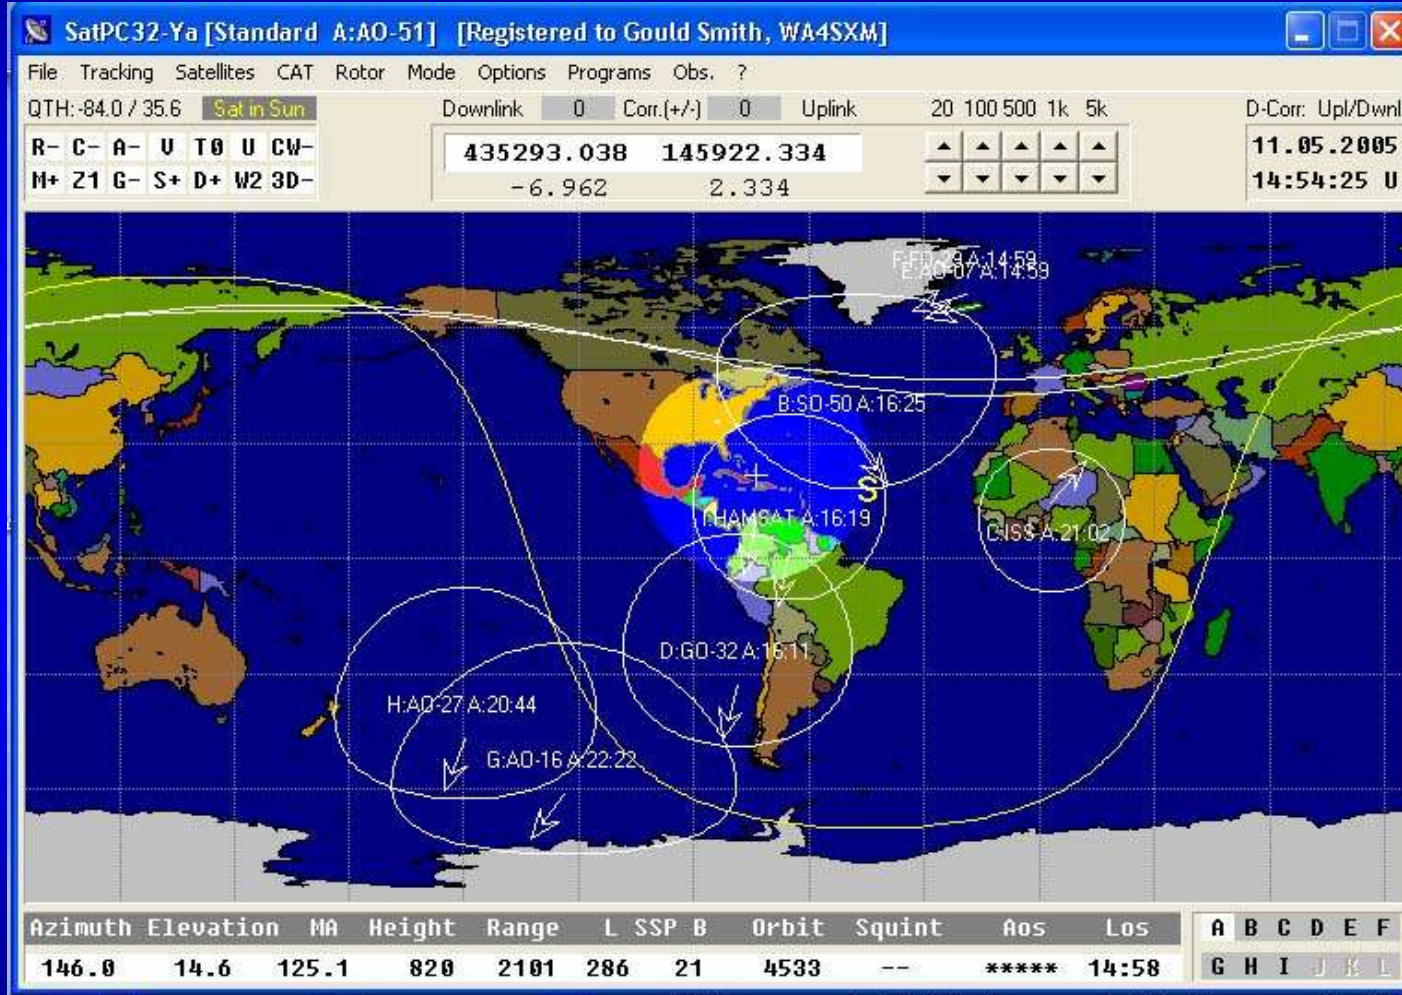 SatPC32-Ya [Standard A:AO-51] [Registered to Gould Smith, WA4SXM]
File Tracking Satellites CAT Rotor Mode Options Programs Obs. ?
QTH: -84.0 / 35.6 Sat in Sun Downlink 0 Corr.(+/-) 0 Uplink 20 100 500 1k 5k D-Corr: Upl/Dwnl
R- C- A- V T0 U CW- 435293.038 145922.334 11.05.2005
M+ Z1 G- S+ D+ W2 3D- -6.962 2.334 14:54:25 U
F:FO-29 A:14:59
E:AO-07 A:14:59
B:SO-50 A:16:25
S
I:HAMSAT A:16:19
C:ISS A:21:02
D:GO-32 A:16:11
H:AO-27 A:20:44
G:AO-16 A:22:22
Azimuth Elevation MA Height Range L SSP B Orbit Squint Aos Los A B C D E F
146.0 14.6 125.1 820 2101 286 21 4533 -- ***** 14:58 G H I J K L